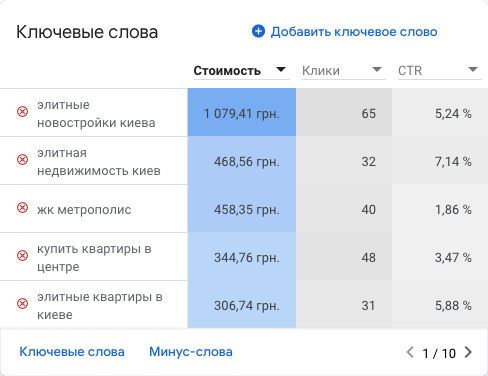 Ключевые слова
Добавить ключевое слово
Стоимость Клики CTR
элитные
новостройки киева
1 079,41 грн. 65 5,24 %
элитная
недвижимость киев
468,56 грн. 32 7,14 %
жк метрополис 458,35 грн. 40 1,86 %
купить квартиры в
центре
344,76 грн. 48 3,47 %
элитные квартиры в
киеве
306,74 грн. 31 5,88 %
Ключевые слова Минус-слова 1 / 10